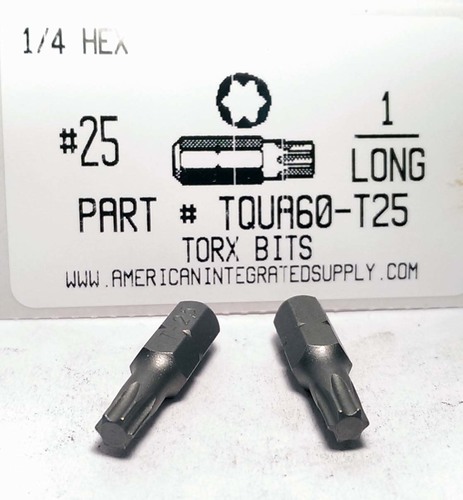 1/4 HEX
#25
1
LONG
PART # TQUA60-T25
TORX BITS
WWW.AMERICANINTEGRATEDSUPPLY.COM